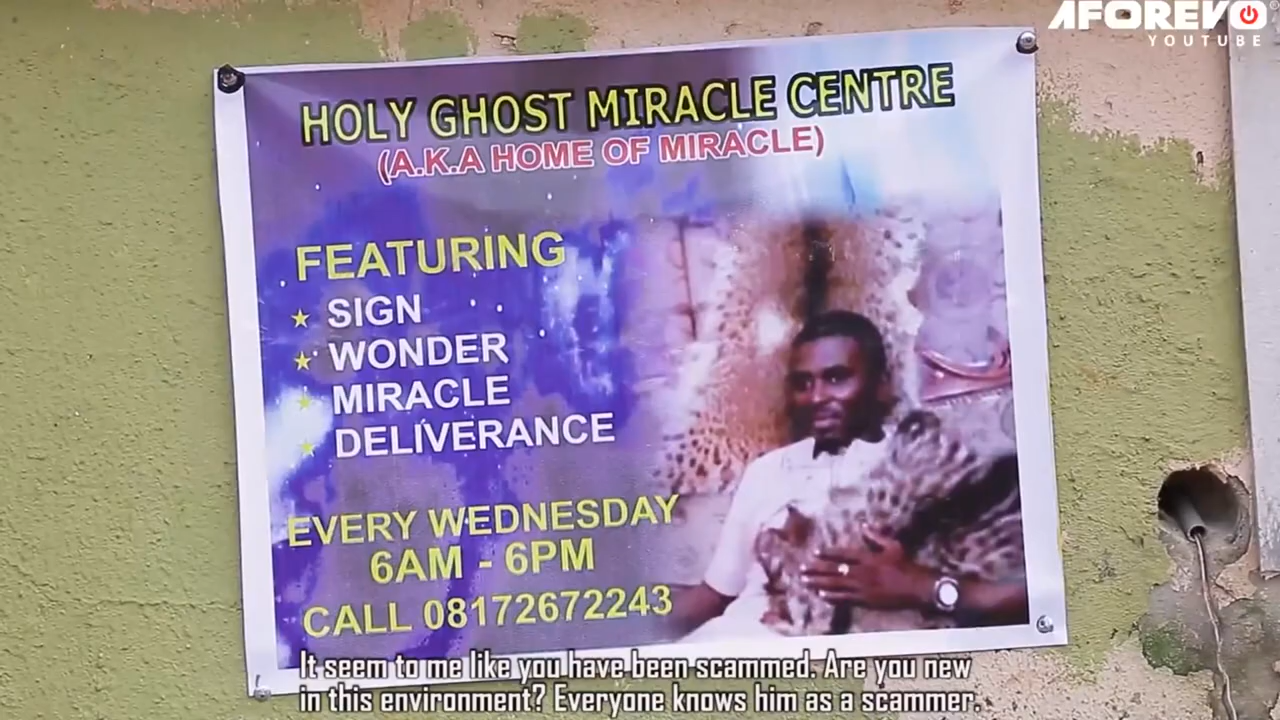 AFOREVO
YOUTUBE
HOLY GHOST MIRACLE CENTRE
(A.K.A HOME OF MIRACLE)
FEATURING
SIGN
WONDER
MIRACLE
DELIVERANCE
EVERY WEDNESDAY
6AM - 6PM
CALL 08172672243
It seem to me like you have been scammed. Are you new
in this environment? Everyone knows him as a scammer.